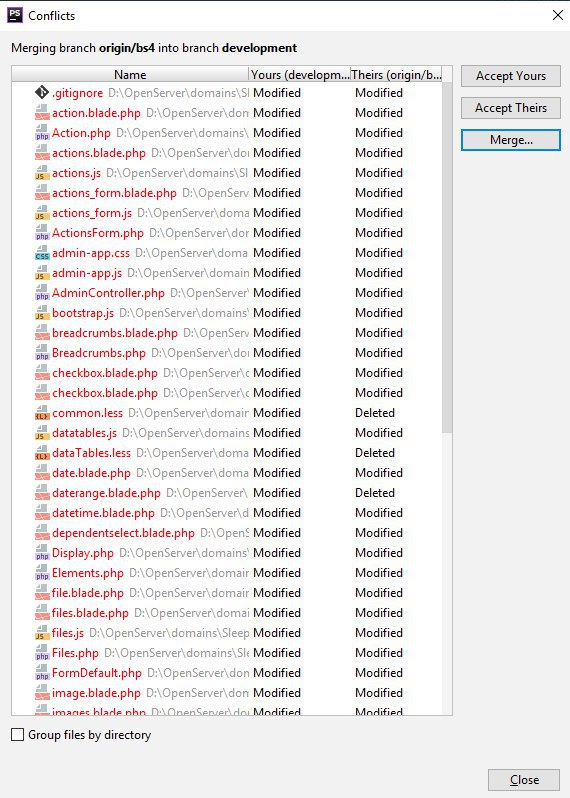 PS Conflicts
Merging branch origin/bs4 into branch development
Name Yours (developm... Theirs (origin/b...
.gitignore D:\OpenServer\domains\Sl Modified Modified
action.blade.php D:\OpenServer\dom Modified Modified
Action.php D:\OpenServer\domains\ Modified Modified
actions.blade.php D:\OpenServer\do Modified Modified
actions.js D:\OpenServer\domains\Sl Modified Modified
actions_form.blade.php D:\OpenServ Modified Modified
actions_form.js D:\OpenServer\doma Modified Modified
ActionsForm.php D:\OpenServer\do Modified Modified
admin-app.css D:\OpenServer\doma Modified Modified
admin-app.js D:\OpenServer\domain Modified Modified
AdminController.php D:\OpenServer\ Modified Modified
bootstrap.js D:\OpenServer\domains Modified Modified
breadcrumbs.blade.php D:\OpenServ Modified Modified
Breadcrumbs.php D:\OpenServer\do Modified Modified
checkbox.blade.php D:\OpenServer\d Modified Modified
checkbox.blade.php D:\OpenServer\d Modified Modified
common.less D:\OpenServer\domain Modified Deleted
datatables.js D:\OpenServer\domains Modified Modified
dataTables.less D:\OpenServer\doma Modified Deleted
date.blade.php D:\OpenServer\doma Modified Modified
daterange.blade.php D:\OpenServer\ Modified Deleted
datetime.blade.php D:\OpenServer\d Modified Modified
dependentselect.blade.php D:\OpenS Modified Modified
Display.php D:\OpenServer\domains Modified Modified
Elements.php D:\OpenServer\domain Modified Modified
file.blade.php D:\OpenServer\domain Modified Modified
files.blade.php D:\OpenServer\doma Modified Modified
files.js D:\OpenServer\domains\Sleep Modified Modified
Files.php D:\OpenServer\domains\Sle Modified Modified
FormDefault.php D:\OpenServer\do Modified Modified
image.blade.php D:\OpenServer\do Modified Modified
images.blade.php D:\OpenServer\do Modified Modified
Accept Yours
Accept Theirs
Merge...
Group files by directory
Close